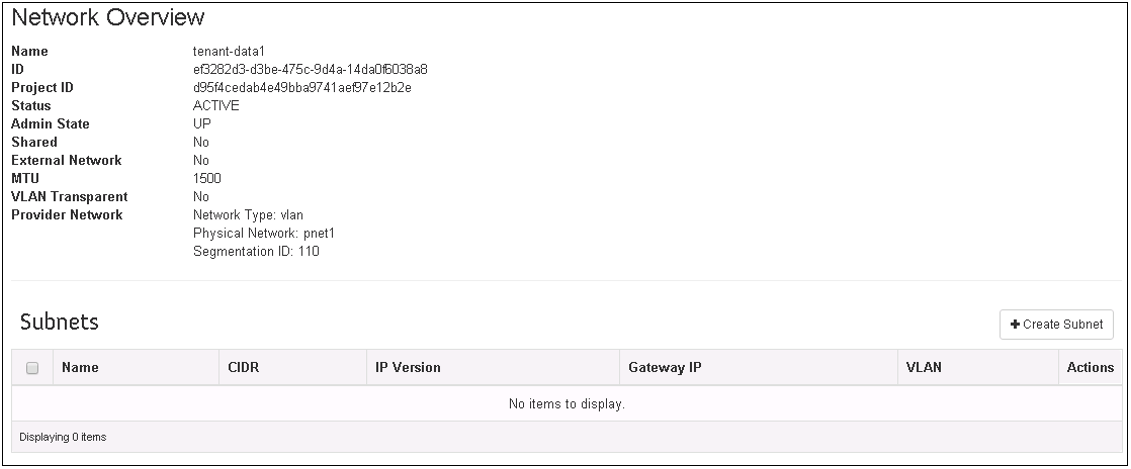 Network Overview
Name tenant-data1
ID ef3282d3-d3be-475c-9d4a-14da0f6038a8
Project ID d95f4cedab4e49bba9741aef97e12b2e
Status ACTIVE
Admin State UP
Shared No
External Network No
MTU 1500
VLAN Transparent No
Provider Network Network Type: vlan
Physical Network: pnet1
Segmentation ID: 110
Subnets
Create Subnet
Name CIDR IP Version Gateway IP VLAN Actions
No items to display.
Displaying 0 items